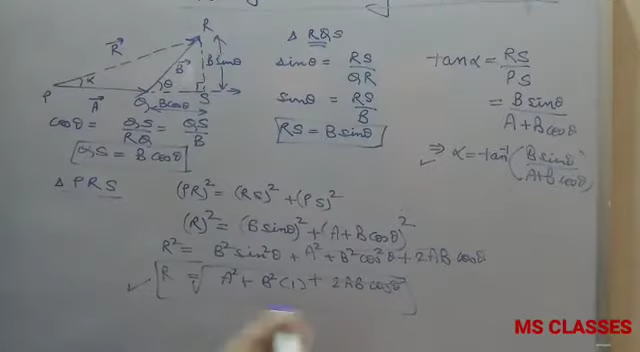 R
R⃗
B⃗
B sinθ
α
θ
P
A⃗
Q
S
B cosθ
cosθ = QS/RQ = QS/B
QS = B cosθ
Δ RQS
sinθ = RS/QR
sinθ = RS/B
RS = B sinθ
tanα = RS/PS
= B sinθ/A + B cosθ
⇒ α = tan⁻¹(B sinθ/A+B cosθ)
Δ PRS
(PR)² = (RS)² + (PS)²
(R)² = (B sinθ)² + (A + B cosθ)²
R² = B² sin²θ + A² + B² cos²θ + 2AB cosθ
R = √A² + B² (1) + 2AB cosθ
MS CLASSES